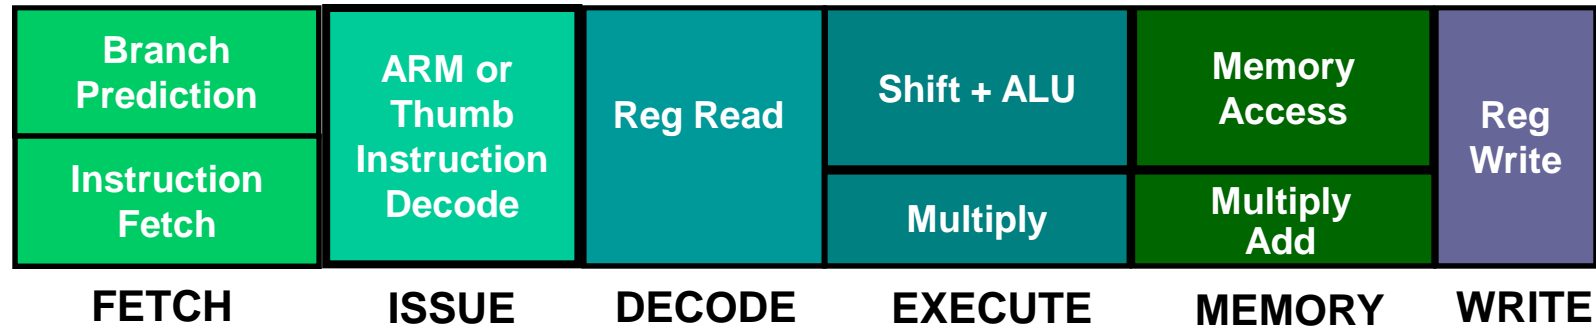 Branch
Prediction
Instruction
Fetch
ARM or
Thumb
Instruction
Decode
Reg Read
Shift + ALU
Multiply
Memory
Access
Multiply
Add
Reg
Write
FETCH
ISSUE
DECODE
EXECUTE
MEMORY
WRITE